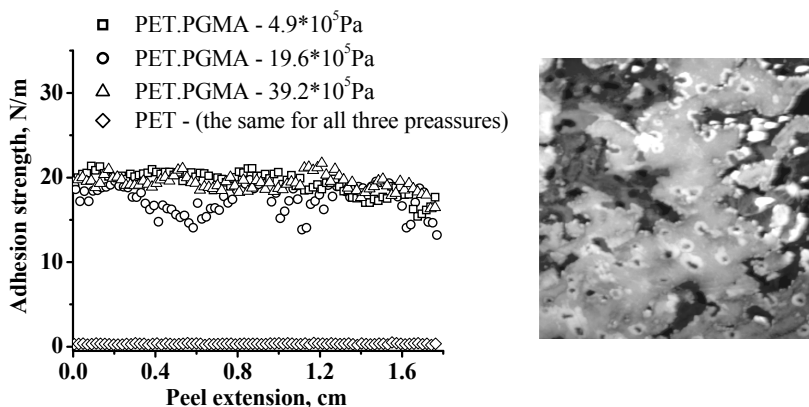 PET.PGMA - 4.9*10⁵Pa
PET.PGMA - 19.6*10⁵Pa
PET.PGMA - 39.2*10⁵Pa
PET - (the same for all three preassures)
Adhesion strength, N/m
30
20
10
0
0.0 0.4 0.8 1.2 1.6
Peel extension, cm